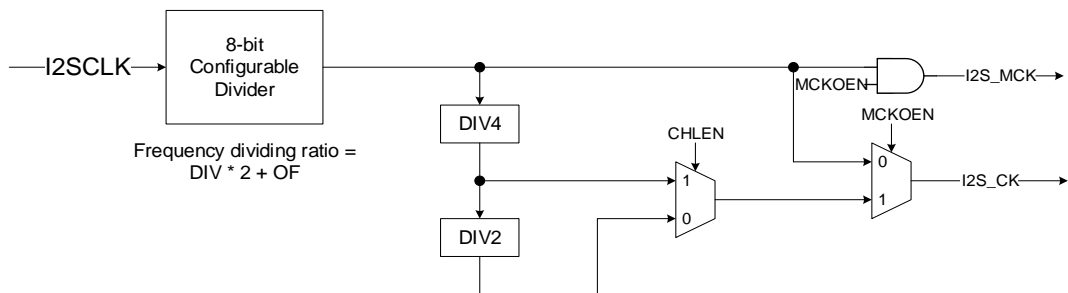 I2SCLK
8-bit
Configurable
Divider
Frequency dividing ratio =
DIV * 2 + OF
DIV4
DIV2
CHLEN
1
0
MCKOEN
I2S_MCK
MCKOEN
0
1
I2S_CK